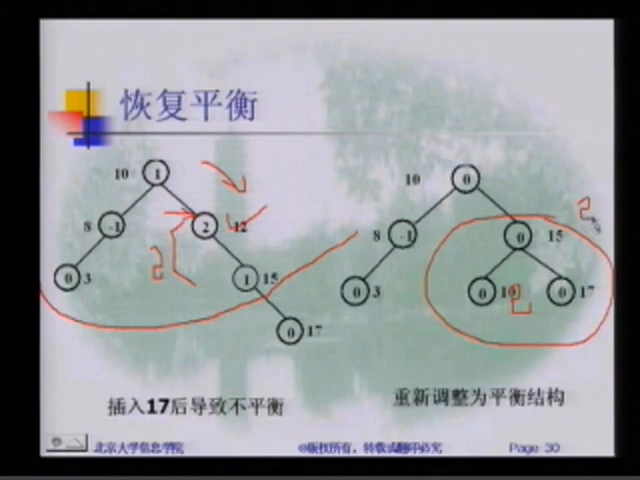 恢复平衡
10 1
10 0
8 -1
2 12
8 -1
0 15
2
2
0 3
1 15
0 3
0
0 17
0 17
插入17后导致不平衡
重新调整为平衡结构
北京大学信息学院
©版权所有，转载或翻印必究
Page 30